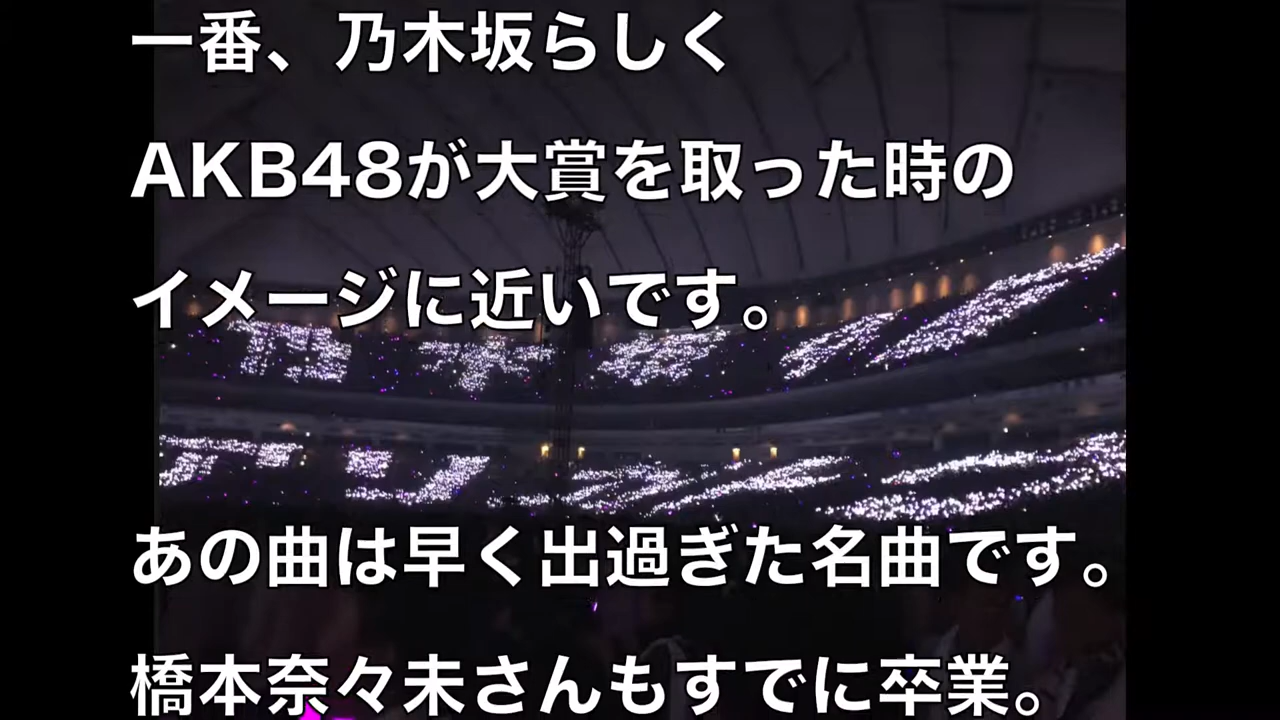 一番、乃木坂らしく
AKB48が大賞を取った時の
イメージに近いです。
あの曲は早く出過ぎた名曲です。
橋本奈々未さんもすでに卒業。